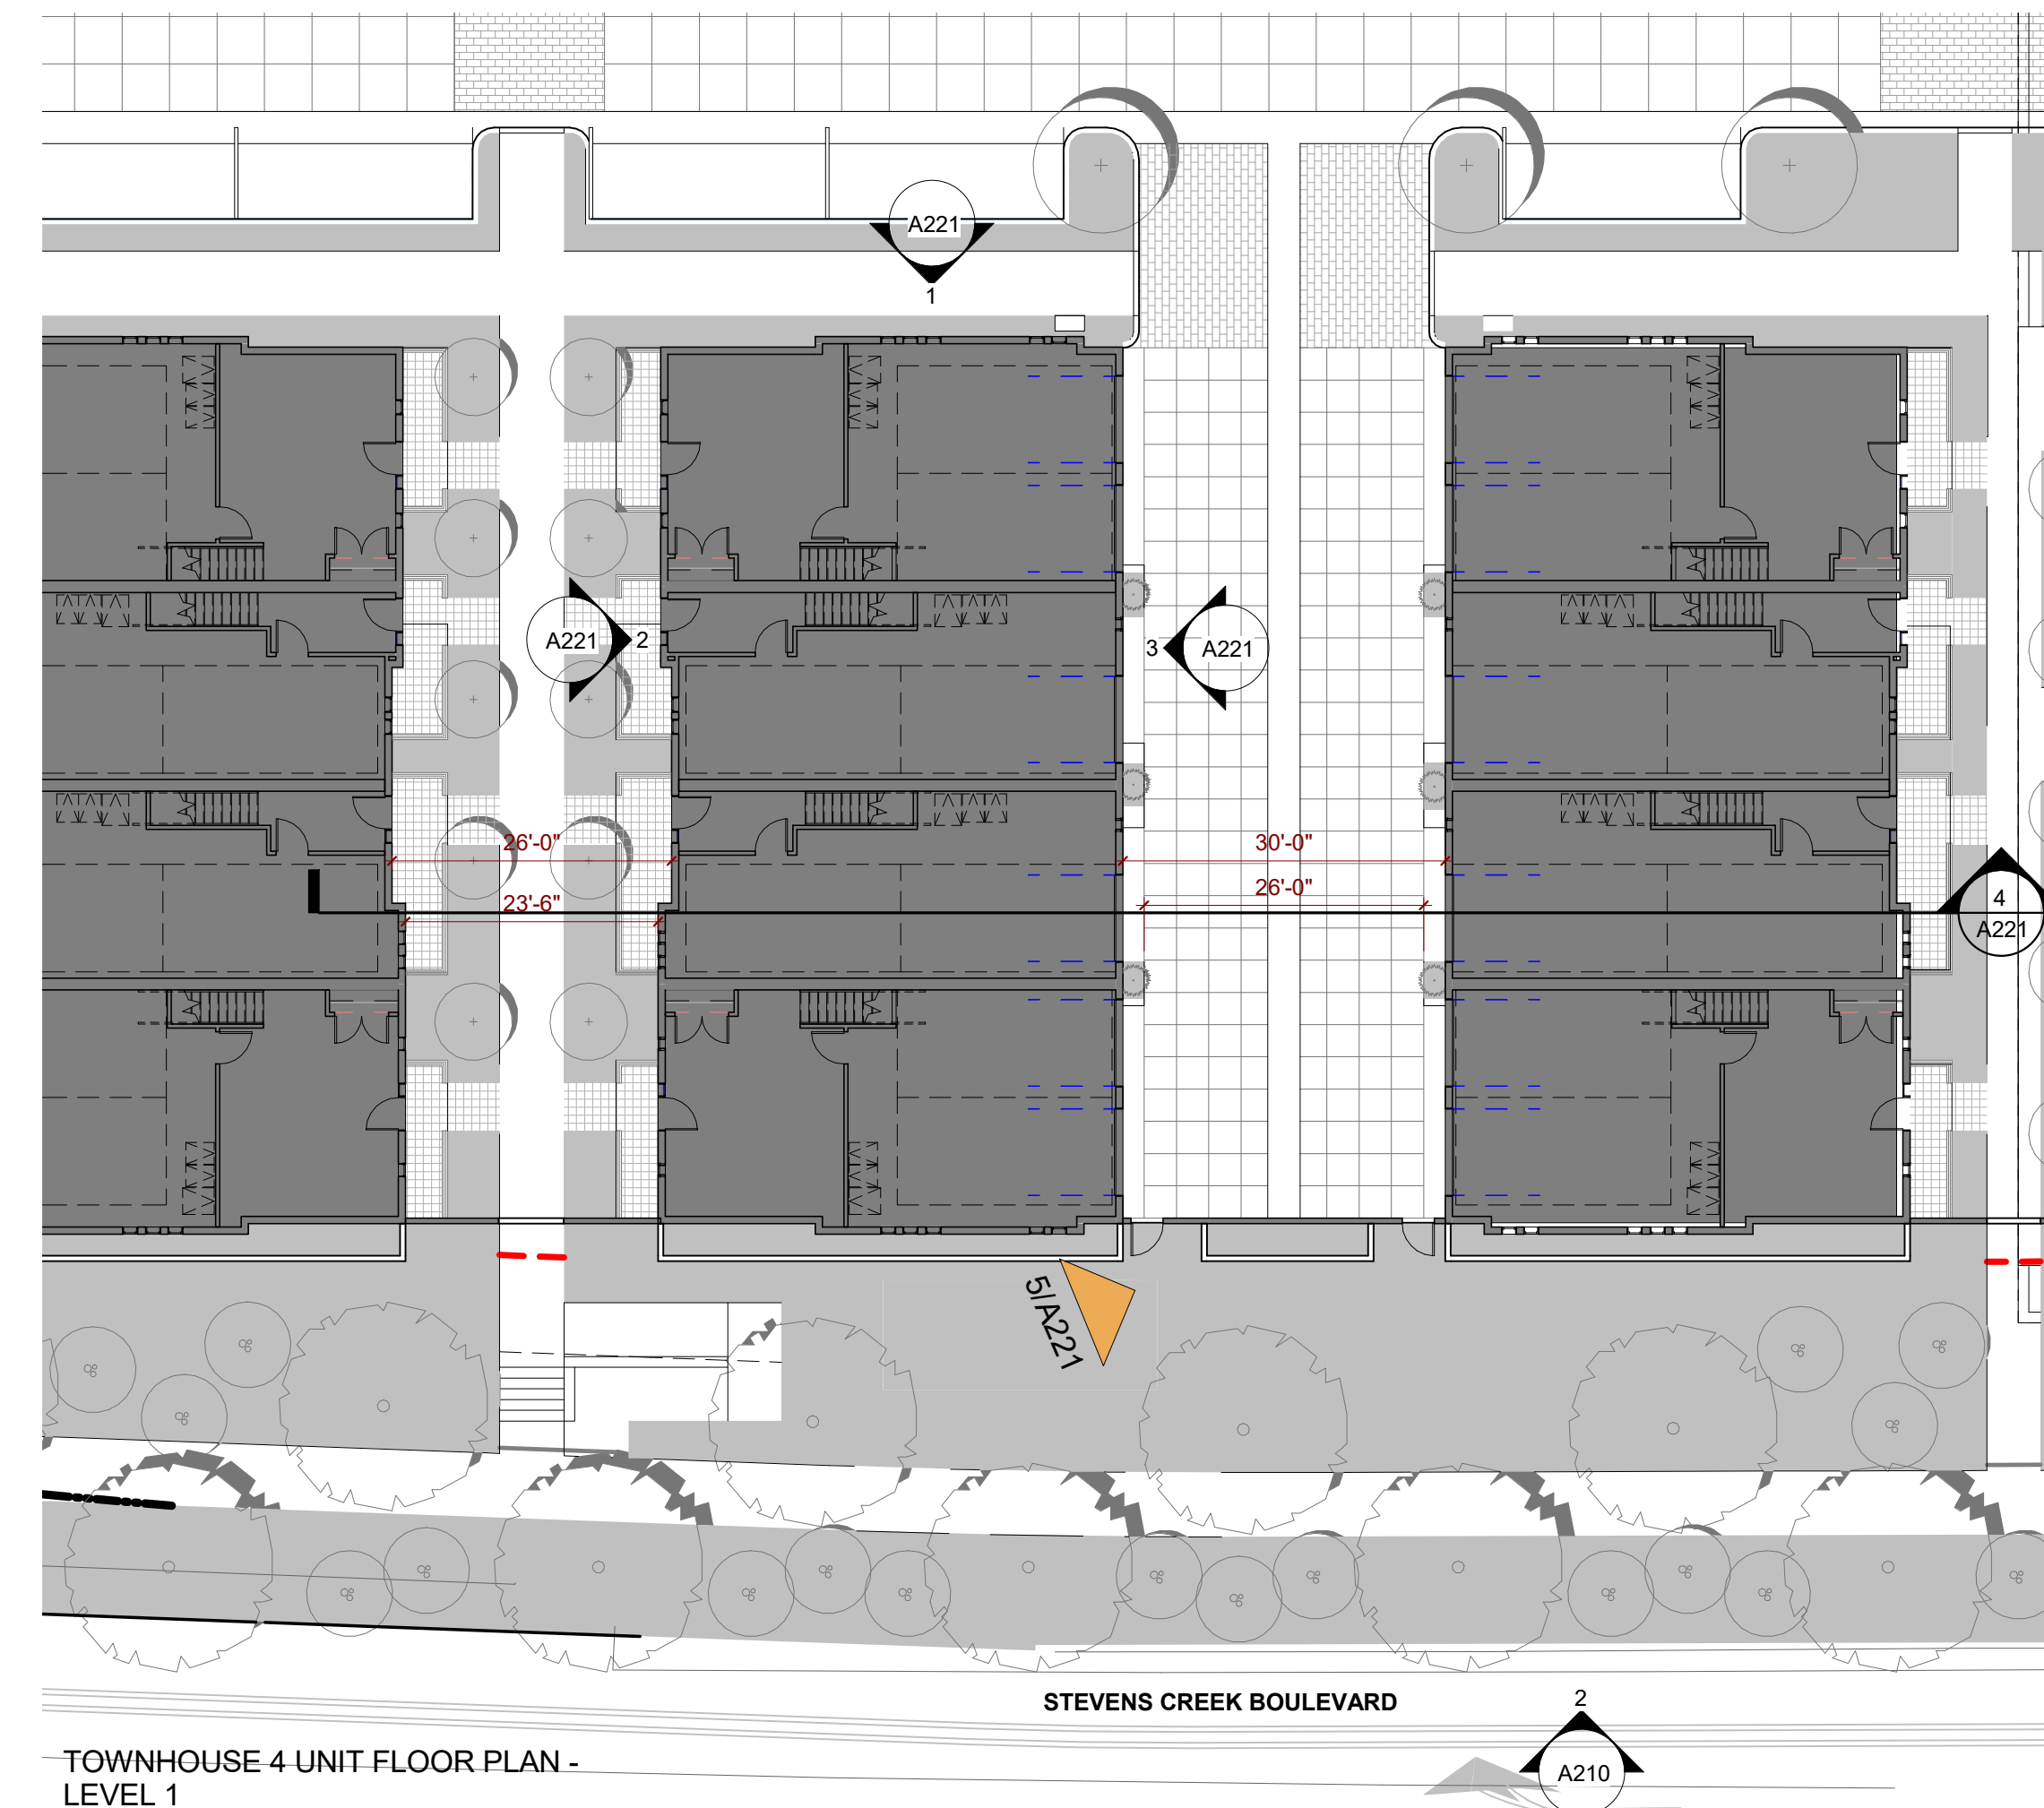 A221
1
A221
2
3
A221
26'-0"
30'-0"
23'-6"
26'-0"
4
A221
5/A221
STEVENS CREEK BOULEVARD
2
A210
TOWNHOUSE 4 UNIT FLOOR PLAN -
LEVEL 1